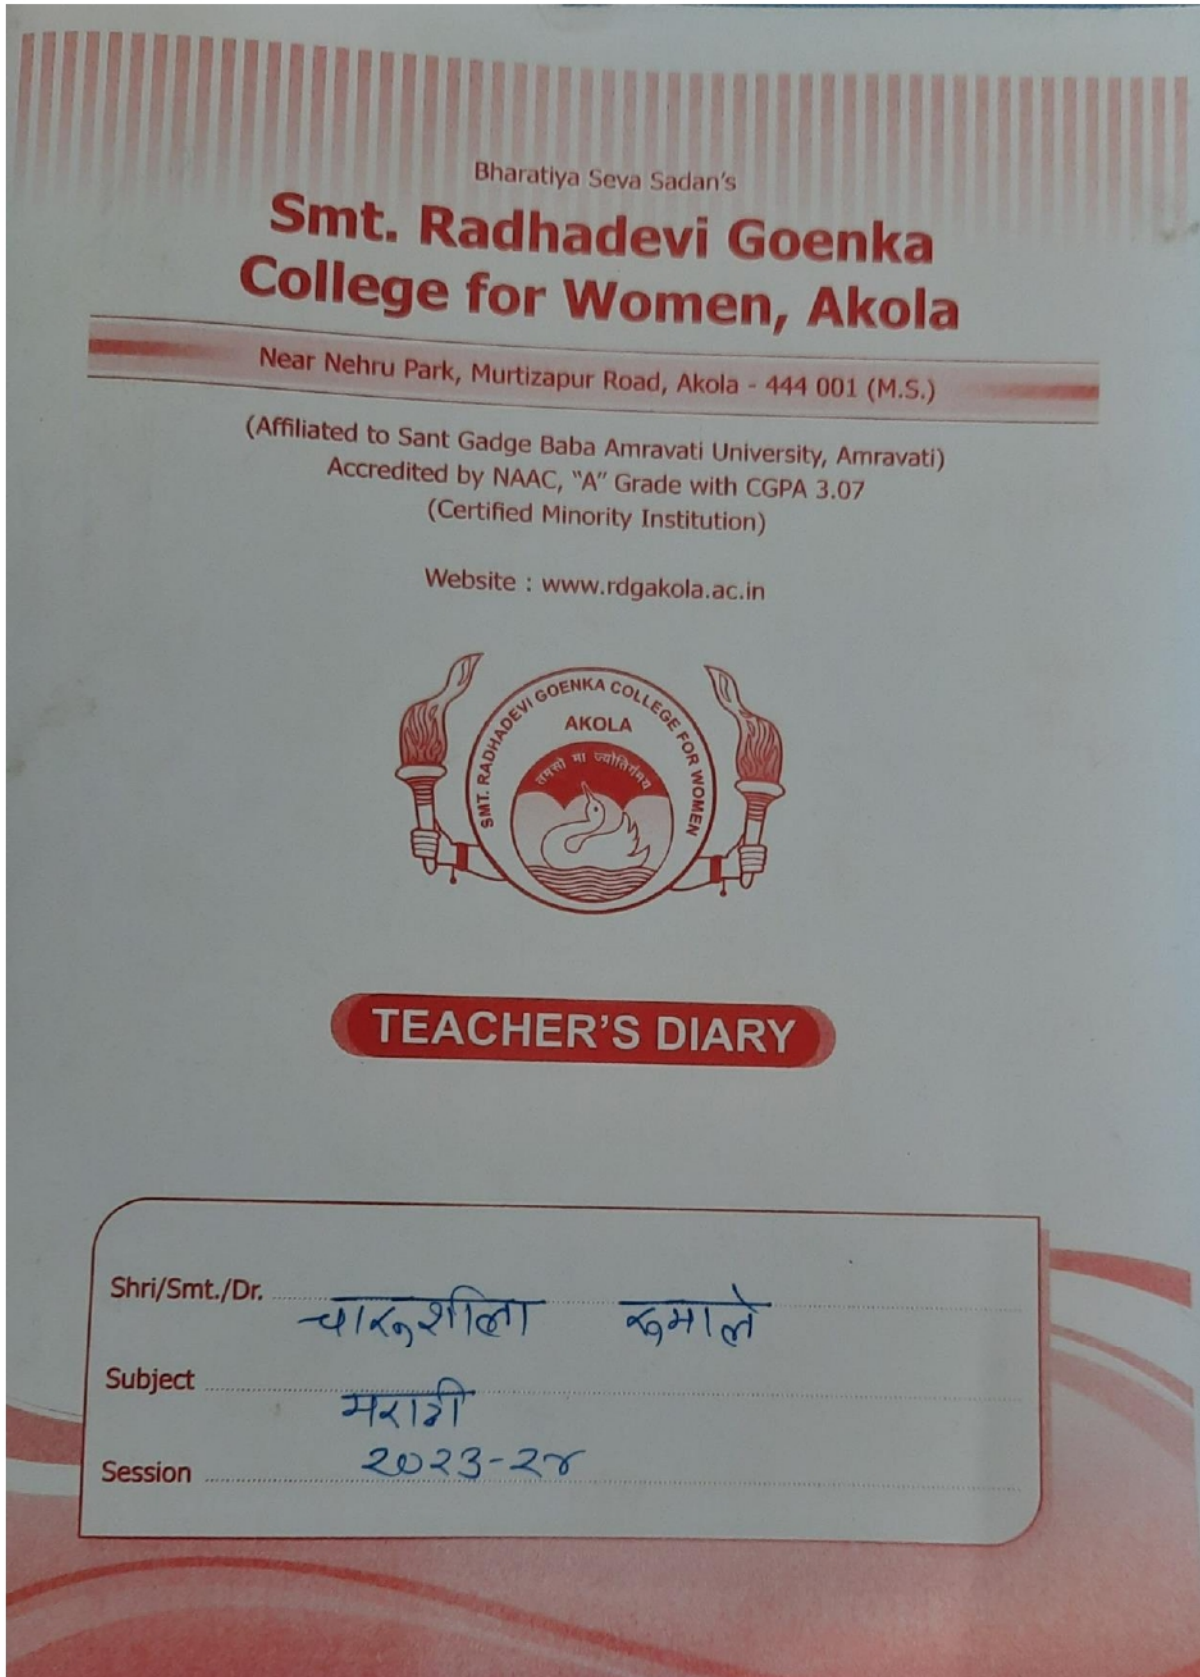 Bharatiya Seva Sadan's
Smt. Radhadevi Goenka
College for Women, Akola
Near Nehru Park, Murtizapur Road, Akola - 444 001 (M.S.)
(Affiliated to Sant Gadge Baba Amravati University, Amravati)
Accredited by NAAC, "A" Grade with CGPA 3.07
(Certified Minority Institution)
Website : www.rdgakola.ac.in
SMT. RADHADEVI GOENKA COLLEGE FOR WOMEN
AKOLA
तमसो मा ज्योतिर्गमय
TEACHER'S DIARY
Shri/Smt./Dr. चारुशीला रुमाले
Subject मराठी
Session २०२३-२४